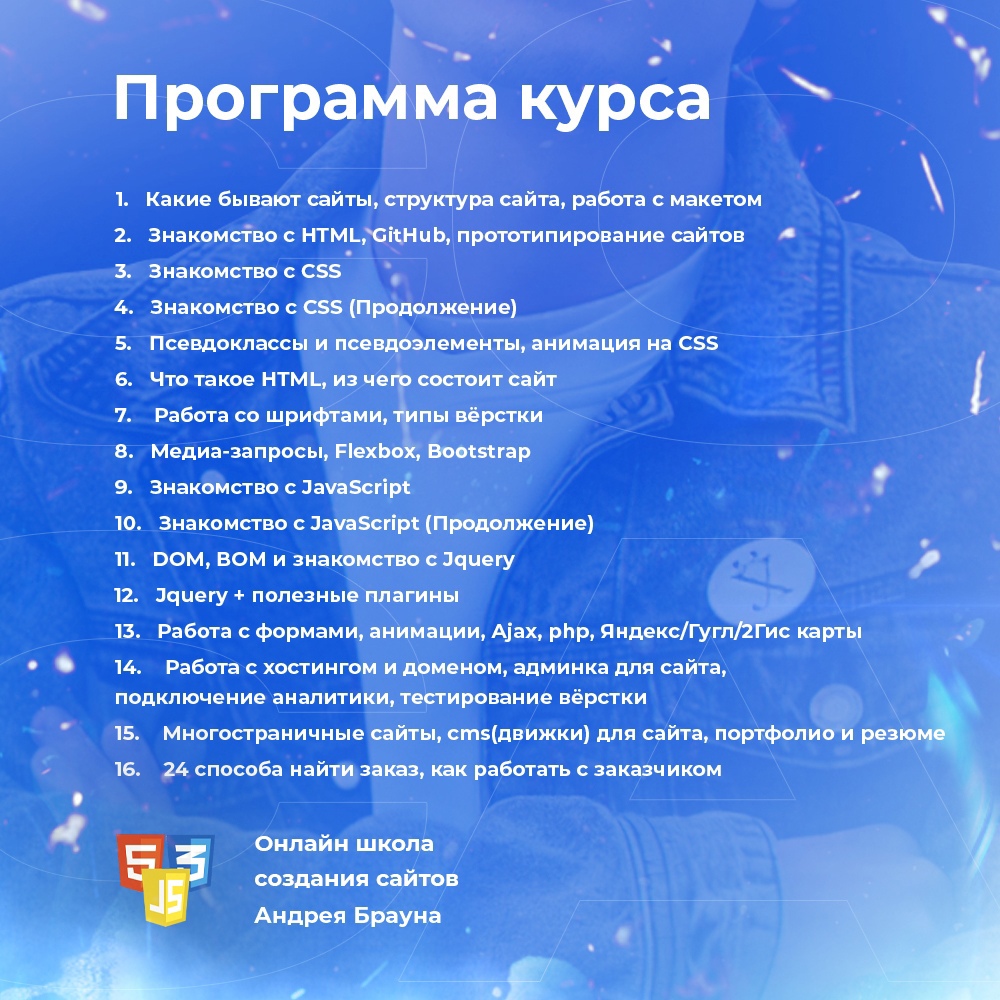 Программа курса
1. Какие бывают сайты, структура сайта, работа с макетом
2. Знакомство с HTML, GitHub, прототипирование сайтов
3. Знакомство с CSS
4. Знакомство с CSS (Продолжение)
5. Псевдоклассы и псевдоэлементы, анимация на CSS
6. Что такое HTML, из чего состоит сайт
7. Работа со шрифтами, типы вёрстки
8. Медиа-запросы, Flexbox, Bootstrap
9. Знакомство с JavaScript
10. Знакомство с JavaScript (Продолжение)
11. DOM, BOM и знакомство с Jquery
12. Jquery + полезные плагины
13. Работа с формами, анимации, Ajax, php, Яндекс/Гугл/2Гис карты
14. Работа с хостингом и доменом, админка для сайта,
подключение аналитики, тестирование вёрстки
15. Многостраничные сайты, cms(движки) для сайта, портфолио и резюме
16. 24 способа найти заказ, как работать с заказчиком
5 3
JS
Онлайн школа
создания сайтов
Андрея Брауна